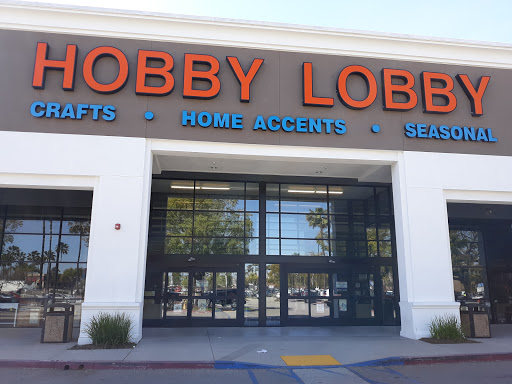 HOBBY LOBBY
CRAFTS • HOME ACCENTS • SEASONAL